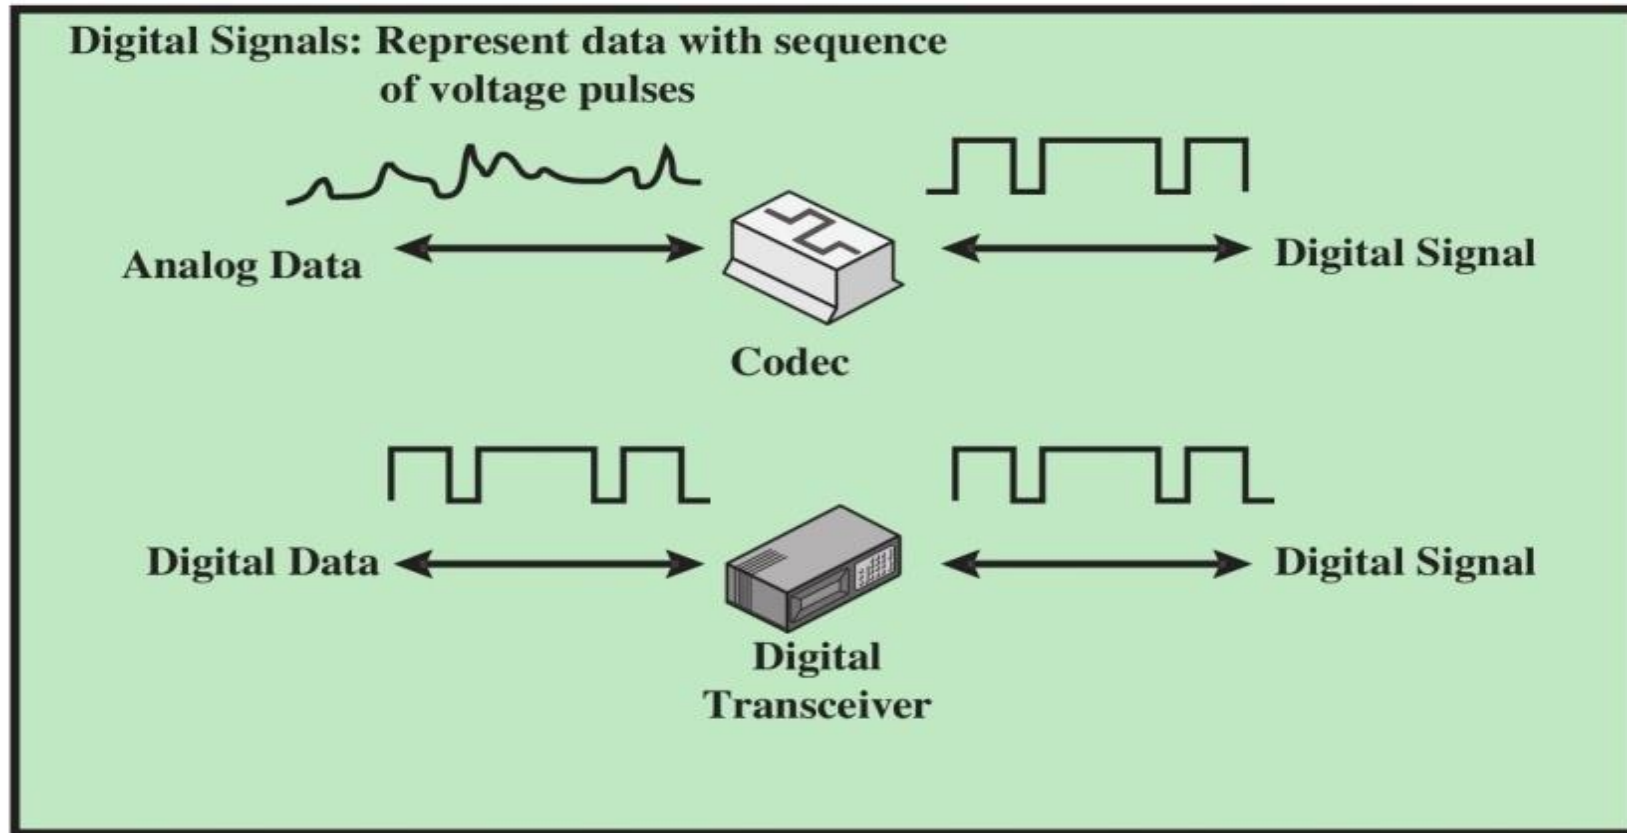 Digital Signals: Represent data with sequence
of voltage pulses
Analog Data
Digital Signal
Codec
Digital Data
Digital Signal
Digital
Transceiver